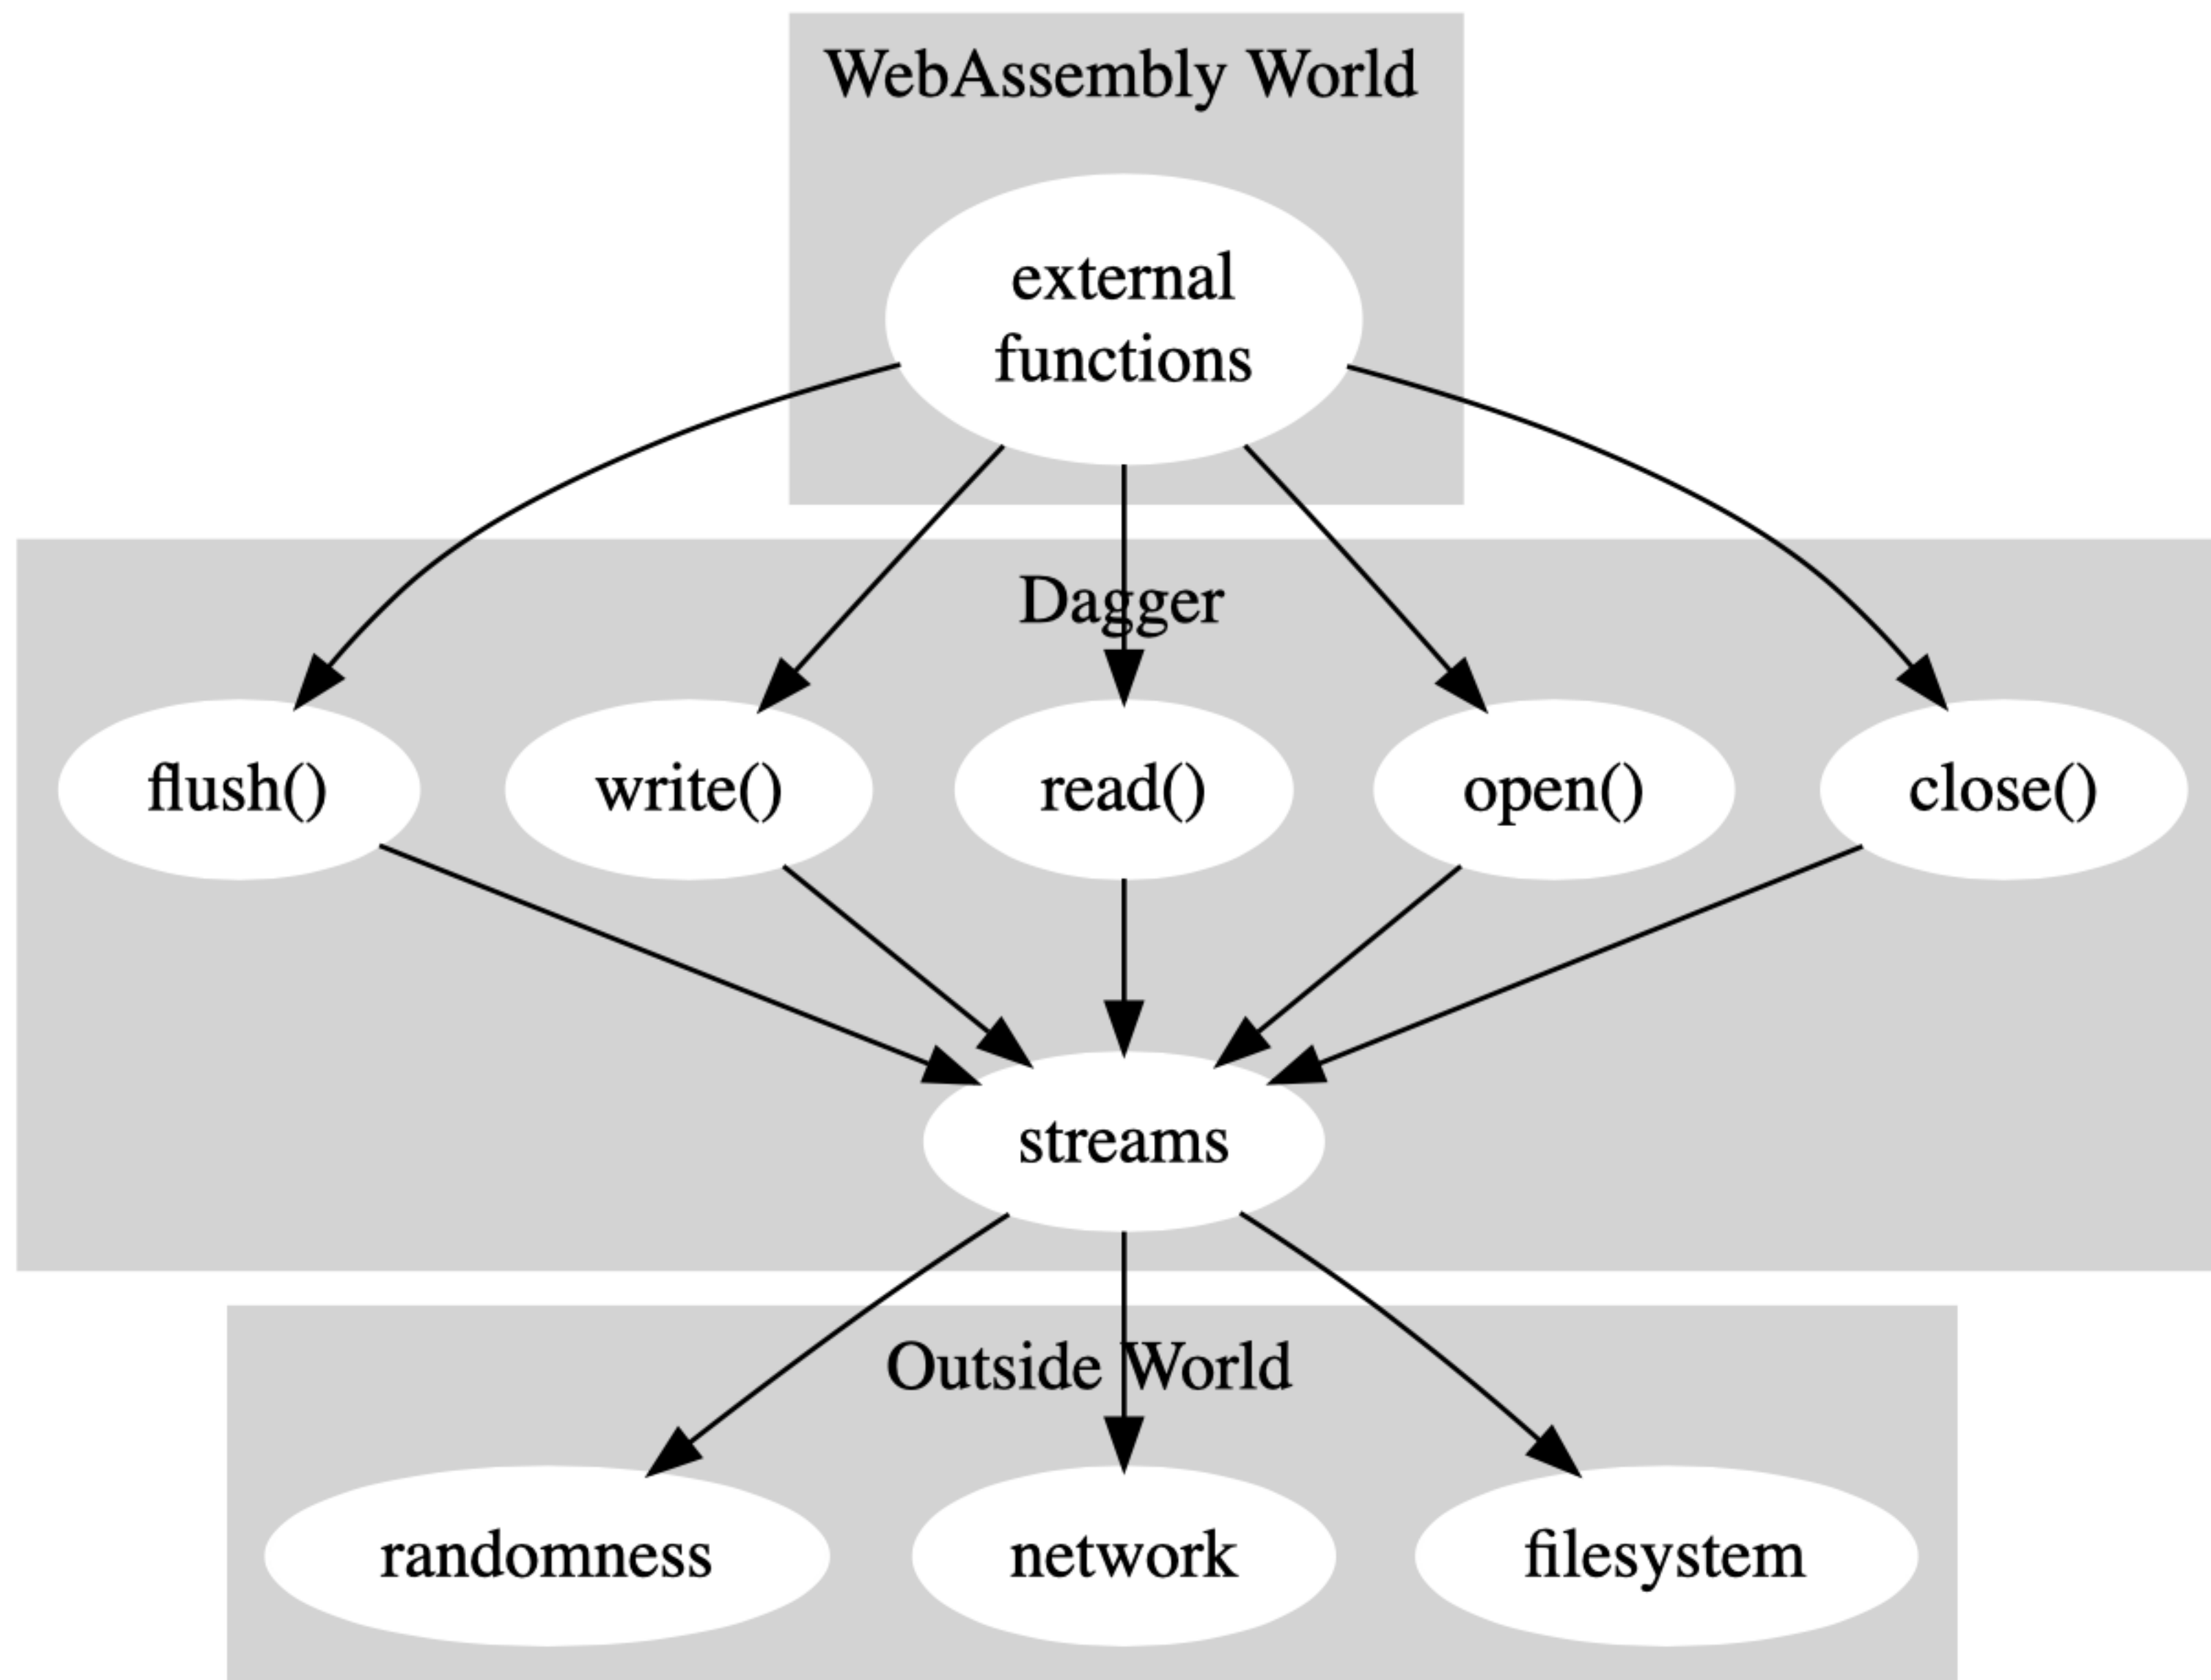 WebAssembly World
external
functions
Dagger
flush()
write()
read()
open()
close()
streams
Outside World
randomness
network
filesystem